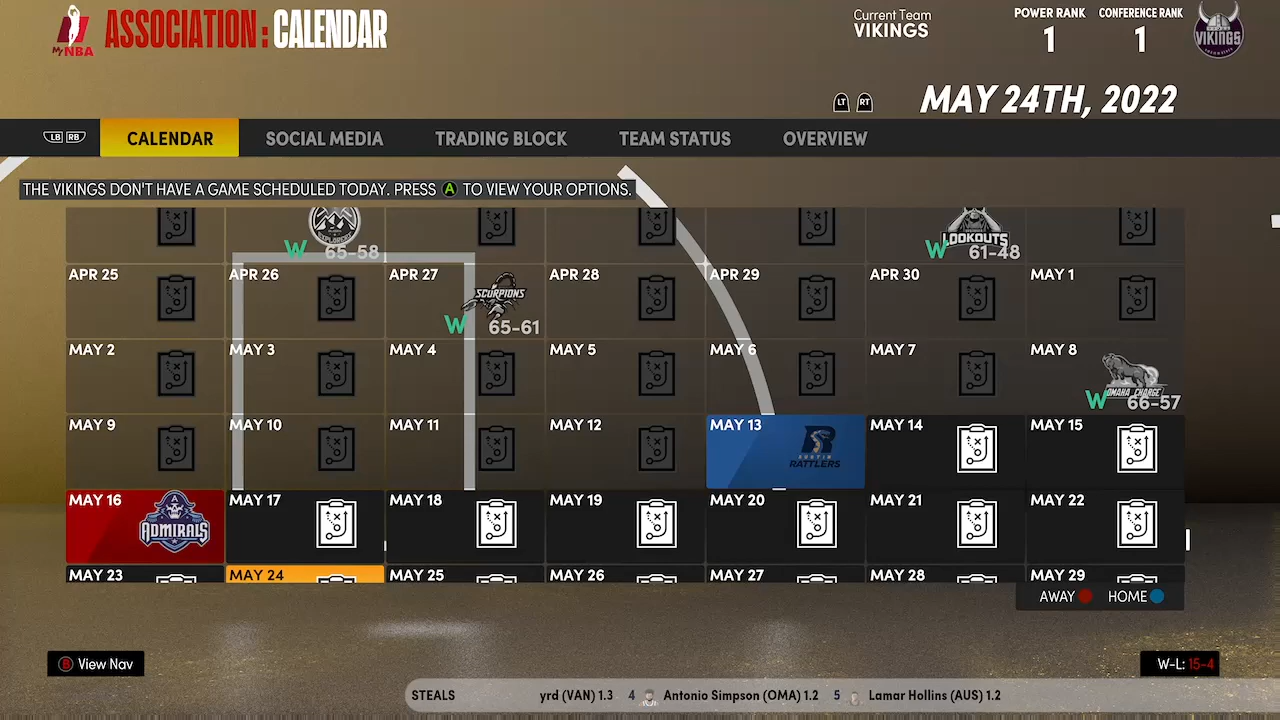 MyNBA
ASSOCIATION: CALENDAR
Current Team
VIKINGS
POWER RANK
1
CONFERENCE RANK
1
VIKINGS
LT RT
MAY 24TH, 2022
LB RB
CALENDAR
SOCIAL MEDIA
TRADING BLOCK
TEAM STATUS
OVERVIEW
THE VIKINGS DON'T HAVE A GAME SCHEDULED TODAY. PRESS A TO VIEW YOUR OPTIONS.
W 65-58
LOOKOUTS
W 61-48
APR 25
APR 26
APR 27
SCORPIONS
W 65-61
APR 28
APR 29
APR 30
MAY 1
MAY 2
MAY 3
MAY 4
MAY 5
MAY 6
MAY 7
MAY 8
OMAHA CHARGE
W 66-57
MAY 9
MAY 10
MAY 11
MAY 12
MAY 13
AUSTIN
RATTLERS
MAY 14
MAY 15
MAY 16
ADMIRALS
MAY 17
MAY 18
MAY 19
MAY 20
MAY 21
MAY 22
MAY 23
MAY 24
MAY 25
MAY 26
MAY 27
MAY 28
MAY 29
AWAY
HOME
B View Nav
W-L: 15-4
STEALS
yrd (VAN) 1.3 4 Antonio Simpson (OMA) 1.2 5 Lamar Hollins (AUS) 1.2